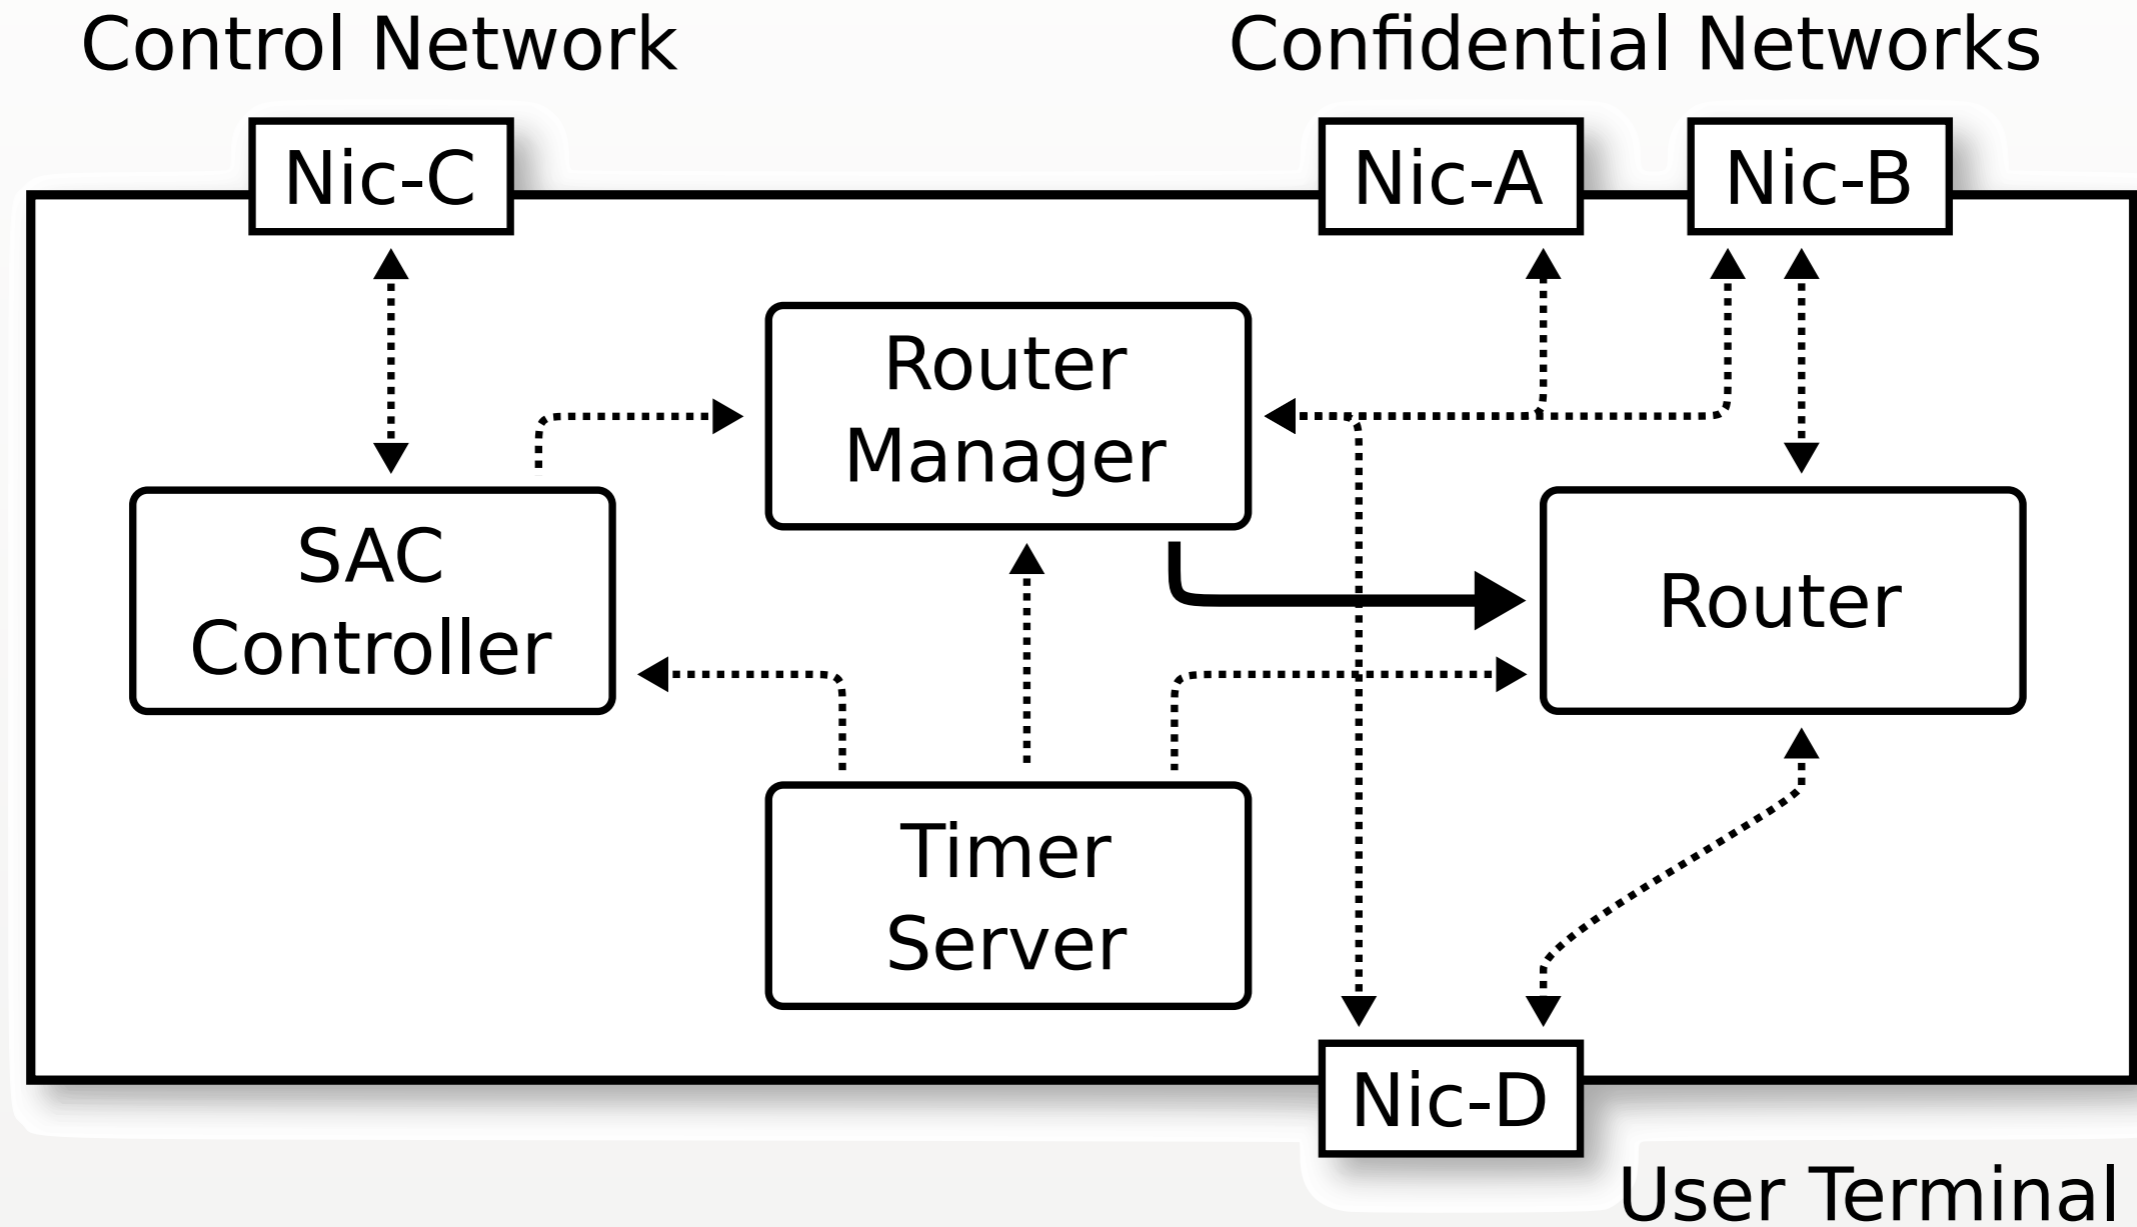 Control Network
Confidential Networks
Nic-C
Nic-A
Nic-B
Router
Manager
SAC
Controller
Router
Timer
Server
Nic-D
User Terminal